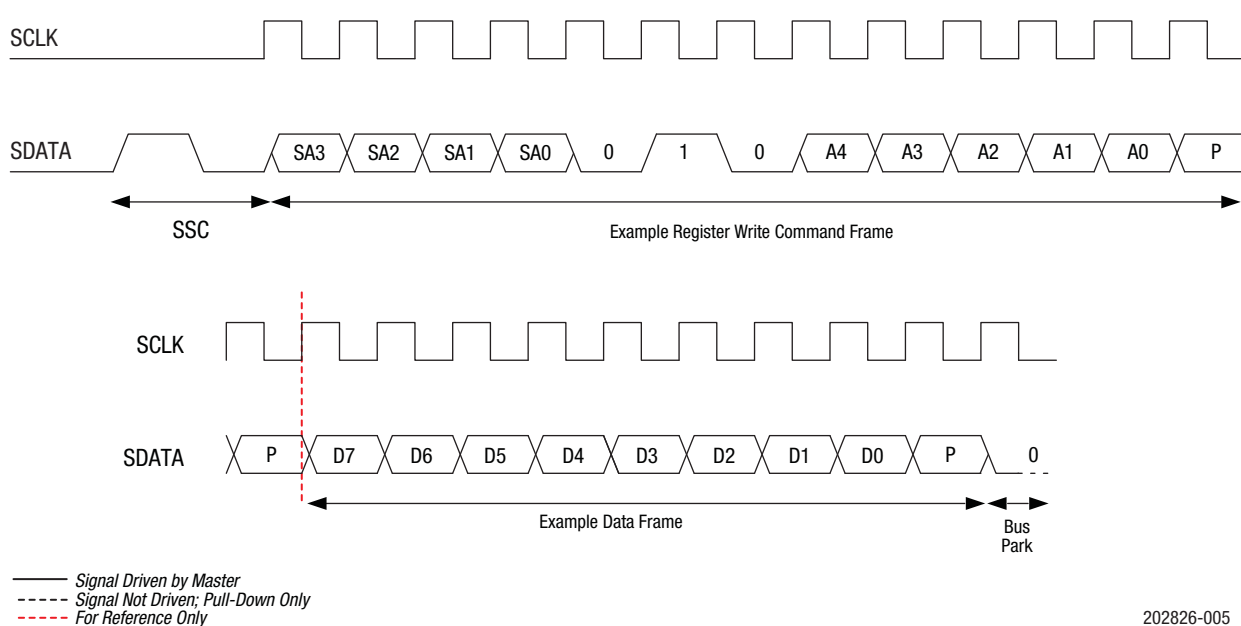 SCLK
SDATA SA3 SA2 SA1 SA0 0 1 0 A4 A3 A2 A1 A0 P
SSC
Example Register Write Command Frame
SCLK
SDATA P D7 D6 D5 D4 D3 D2 D1 D0 P 0
Example Data Frame
Bus
Park
Signal Driven by Master
Signal Not Driven; Pull-Down Only
For Reference Only
202826-005